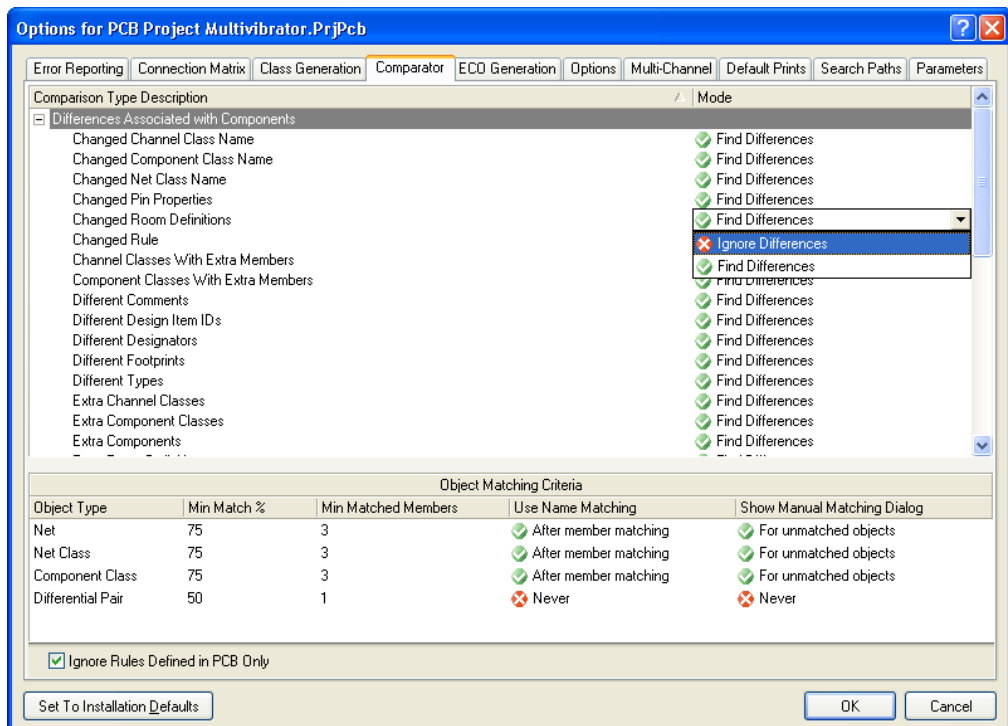 Options for PCB Project Multivibrator.PrjPcb
Error Reporting Connection Matrix Class Generation Comparator ECO Generation Options Multi-Channel Default Prints Search Paths Parameters
Comparison Type Description Mode
Differences Associated with Components
Changed Channel Class Name Find Differences
Changed Component Class Name Find Differences
Changed Net Class Name Find Differences
Changed Pin Properties Find Differences
Changed Room Definitions Find Differences
Changed Rule Ignore Differences
Channel Classes With Extra Members Find Differences
Component Classes With Extra Members Find Differences
Different Comments Find Differences
Different Design Item IDs Find Differences
Different Designators Find Differences
Different Footprints Find Differences
Different Types Find Differences
Extra Channel Classes Find Differences
Extra Component Classes Find Differences
Extra Components Find Differences
Object Matching Criteria
Object Type Min Match % Min Matched Members Use Name Matching Show Manual Matching Dialog
Net 75 3 After member matching For unmatched objects
Net Class 75 3 After member matching For unmatched objects
Component Class 75 3 After member matching For unmatched objects
Differential Pair 50 1 Never Never
Ignore Rules Defined in PCB Only
Set To Installation Defaults OK Cancel